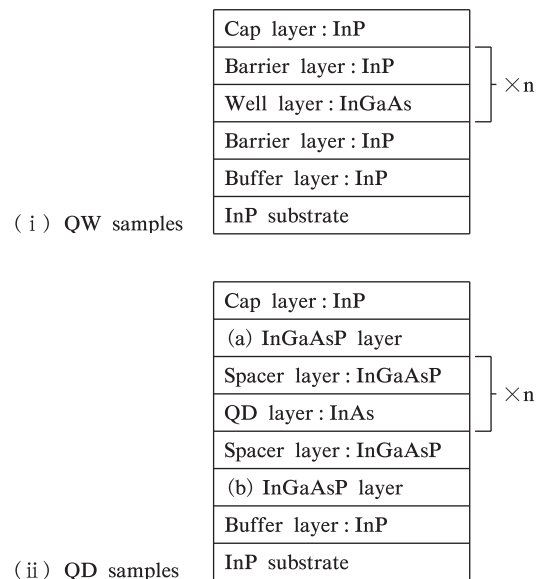 Cap layer : InP
Barrier layer : InP
Well layer : InGaAs
×n
Barrier layer : InP
Buffer layer : InP
InP substrate
(ⅰ) QW samples
Cap layer : InP
(a) InGaAsP layer
Spacer layer : InGaAsP
QD layer : InAs
×n
Spacer layer : InGaAsP
(b) InGaAsP layer
Buffer layer : InP
InP substrate
(ⅱ) QD samples